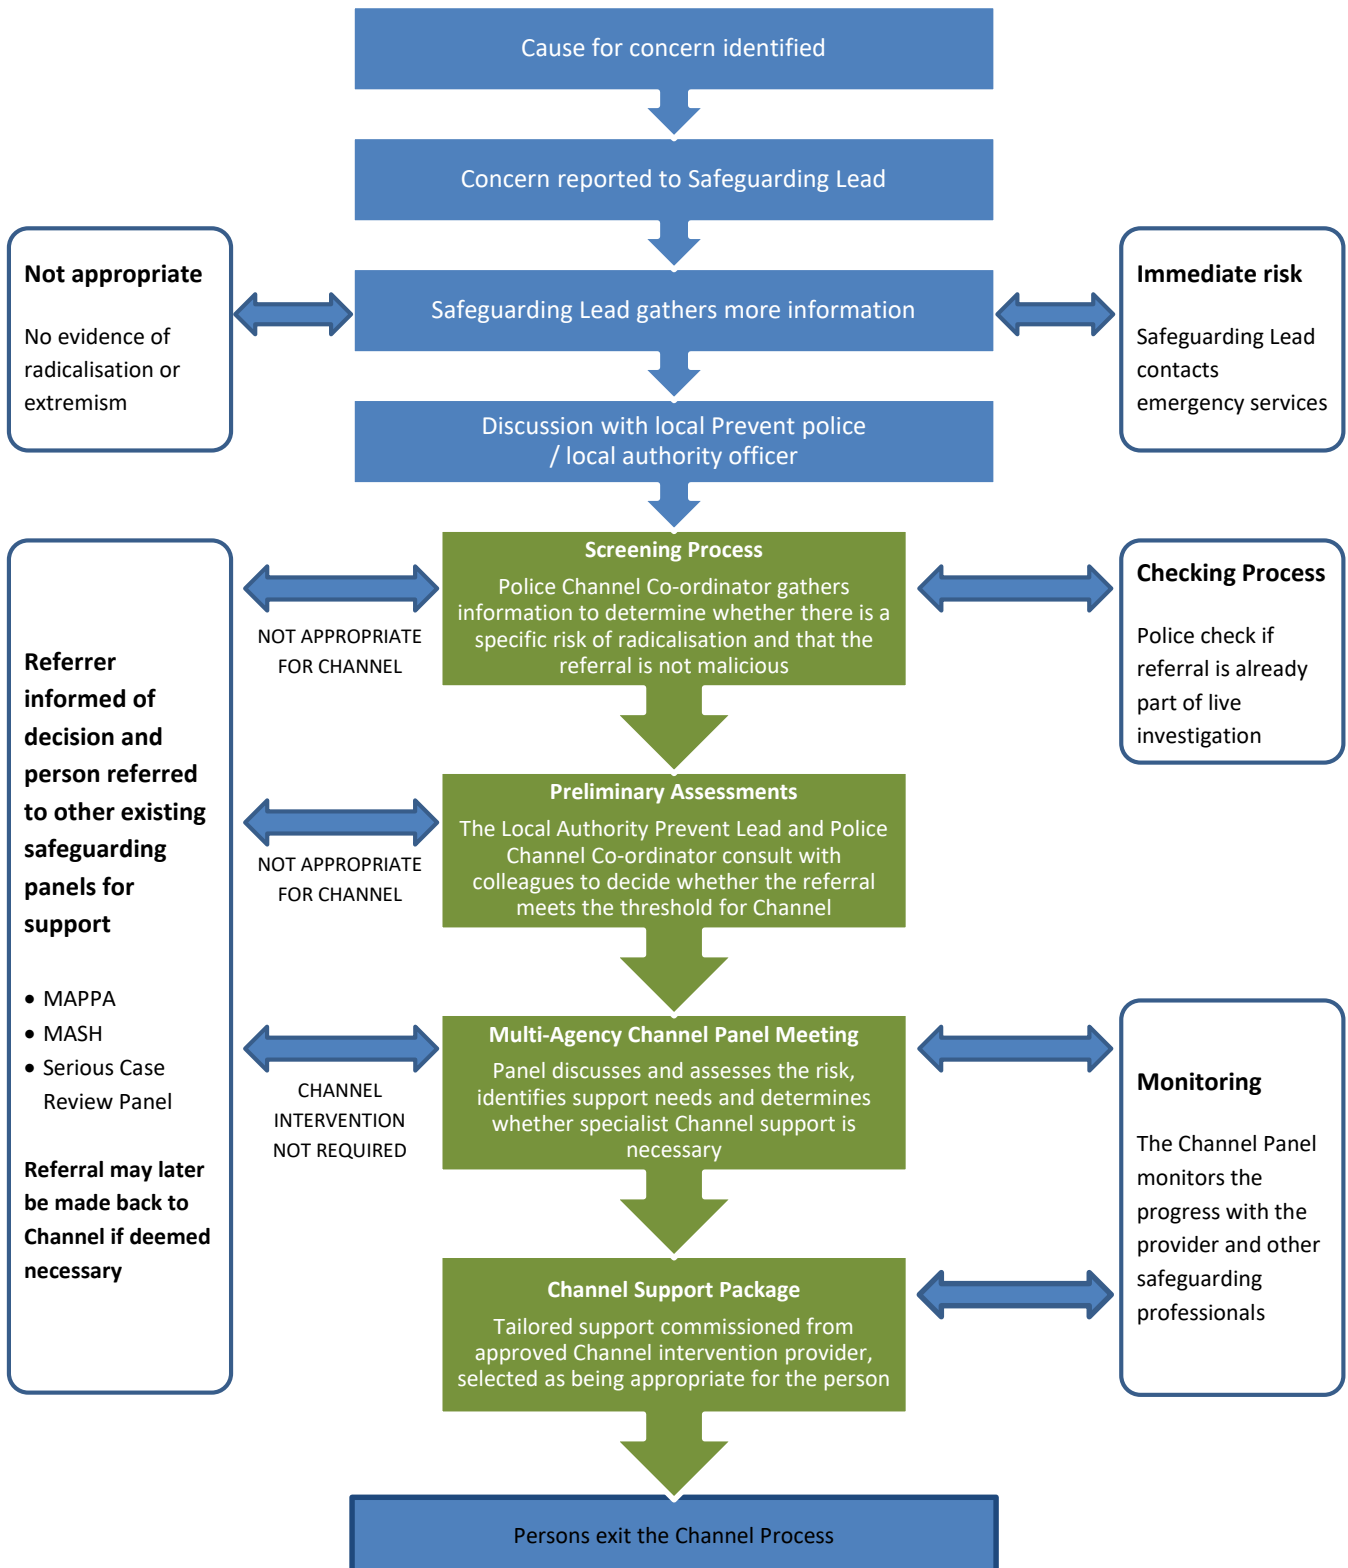 Cause for concern identified
Concern reported to Safeguarding Lead
Not appropriate
No evidence of
radicalisation or
extremism
Safeguarding Lead gathers more information
Immediate risk
Safeguarding Lead
contacts
emergency services
Discussion with local Prevent police
/ local authority officer
Screening Process
Police Channel Co-ordinator gathers
information to determine whether there is a
specific risk of radicalisation and that the
referral is not malicious
NOT APPROPRIATE
FOR CHANNEL
Checking Process
Police check if
referral is already
part of live
investigation
Referrer
informed of
decision and
person referred
to other existing
safeguarding
panels for
support
• MAPPA
• MASH
• Serious Case
Review Panel
Referral may later
be made back to
Channel if deemed
necessary
Preliminary Assessments
The Local Authority Prevent Lead and Police
Channel Co-ordinator consult with
colleagues to decide whether the referral
meets the threshold for Channel
NOT APPROPRIATE
FOR CHANNEL
Multi-Agency Channel Panel Meeting
Panel discusses and assesses the risk,
identifies support needs and determines
whether specialist Channel support is
necessary
CHANNEL
INTERVENTION
NOT REQUIRED
Monitoring
The Channel Panel
monitors the
progress with the
provider and other
safeguarding
professionals
Channel Support Package
Tailored support commissioned from
approved Channel intervention provider,
selected as being appropriate for the person
Persons exit the Channel Process